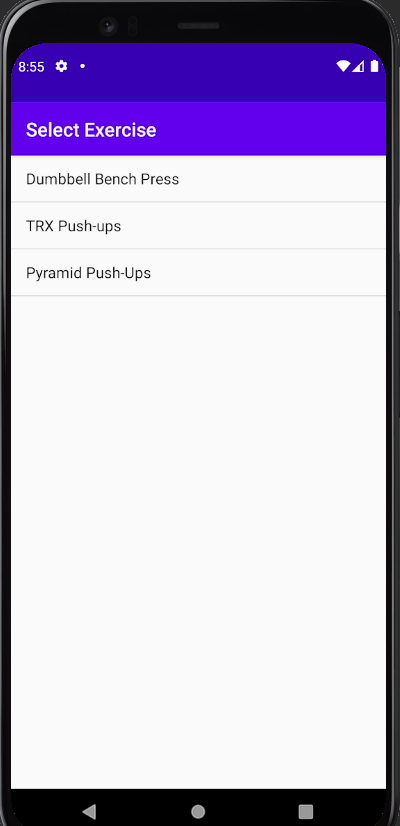 8:55
Select Exercise
Dumbbell Bench Press
TRX Push-ups
Pyramid Push-Ups